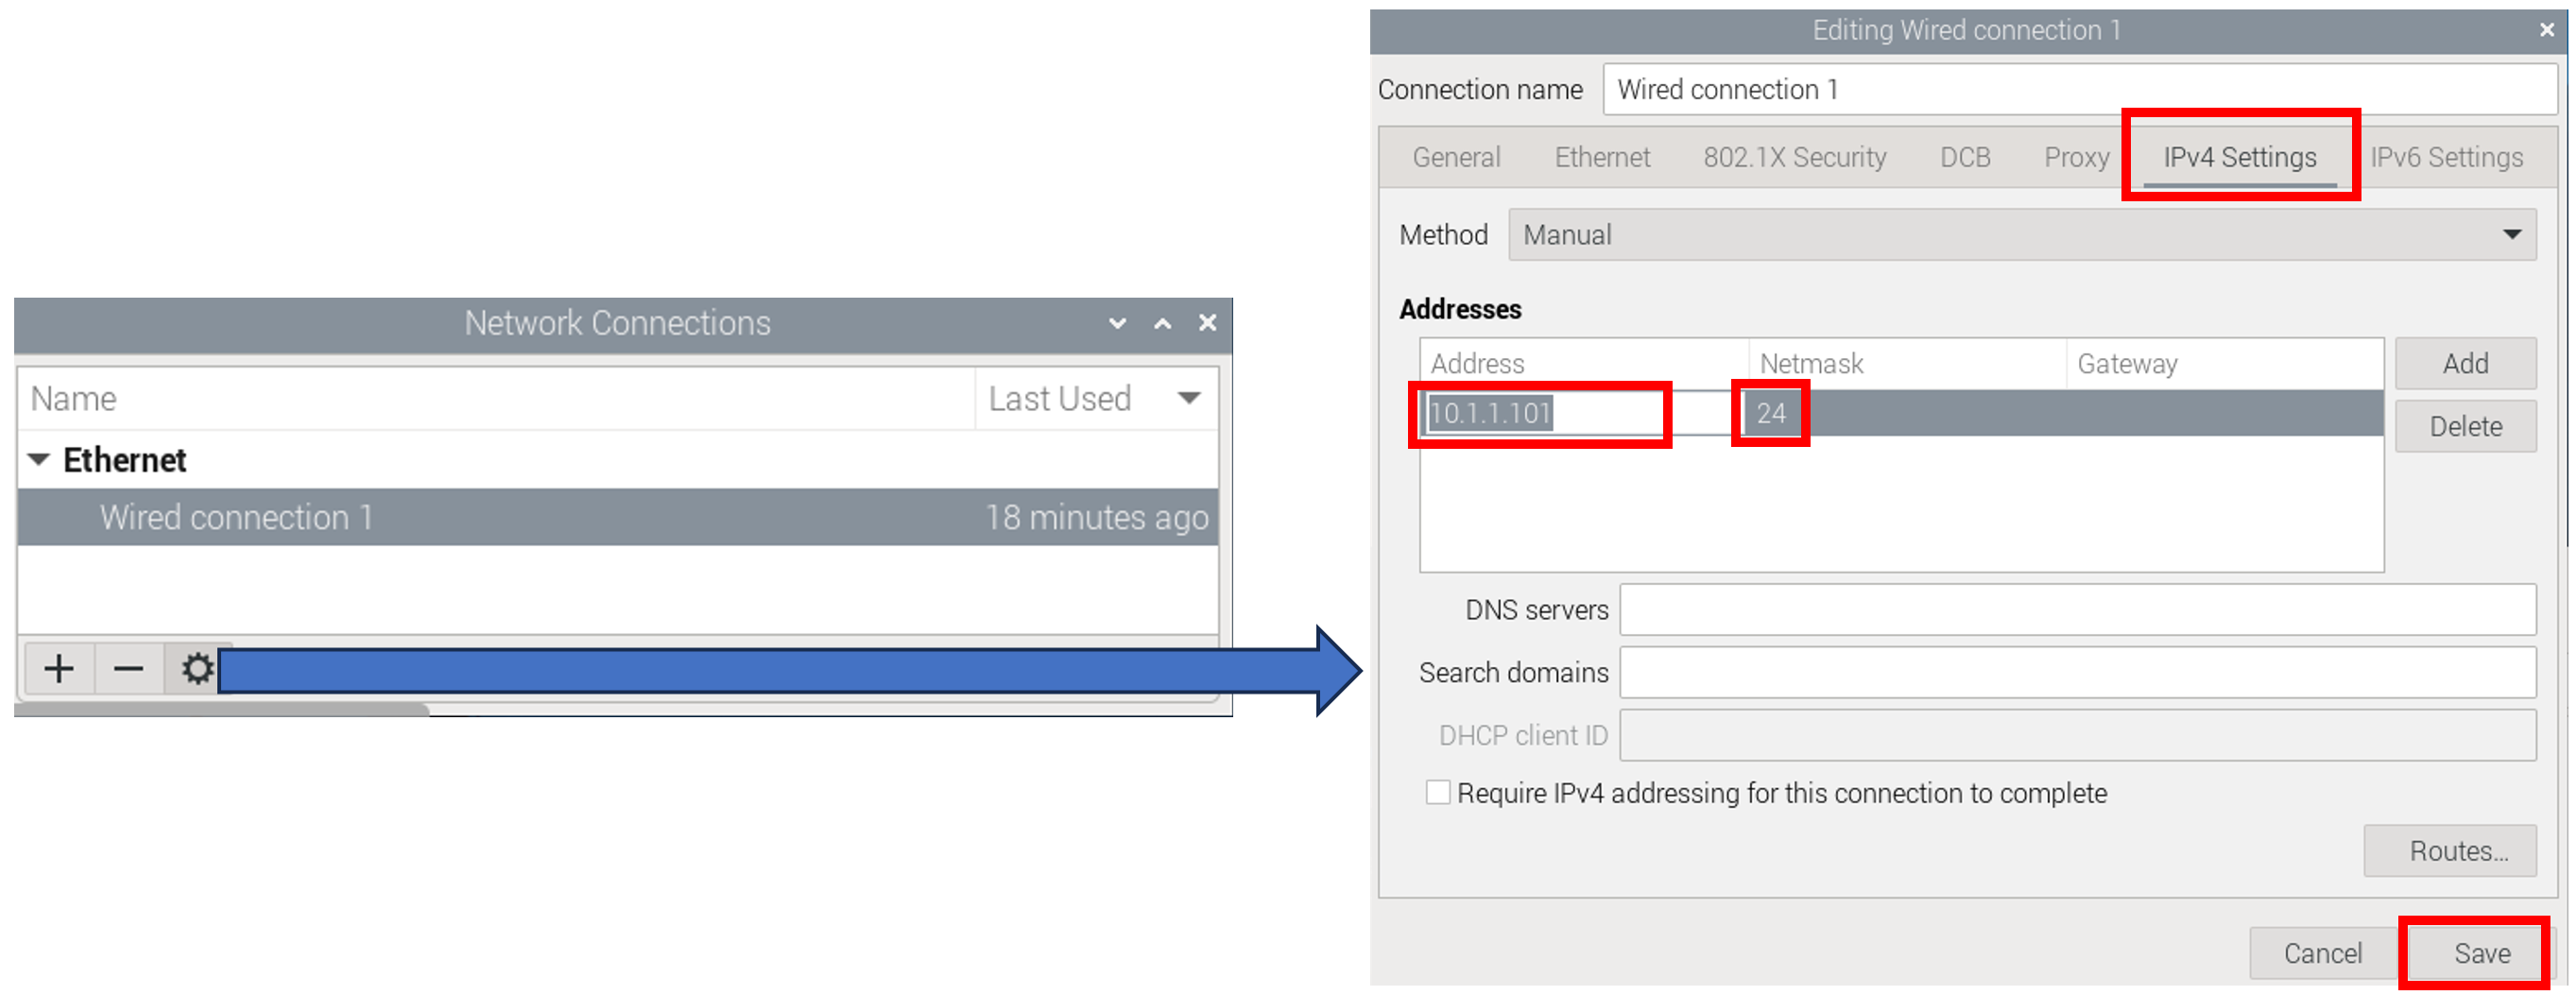 Network Connections
Name Last Used
Ethernet
Wired connection 1 18 minutes ago
Editing Wired connection 1
Connection name Wired connection 1
General Ethernet 802.1X Security DCB Proxy IPv4 Settings IPv6 Settings
Method Manual
Addresses
Address Netmask Gateway Add
10.1.1.101 24 Delete
DNS servers
Search domains
DHCP client ID
Require IPv4 addressing for this connection to complete
Routes...
Cancel Save